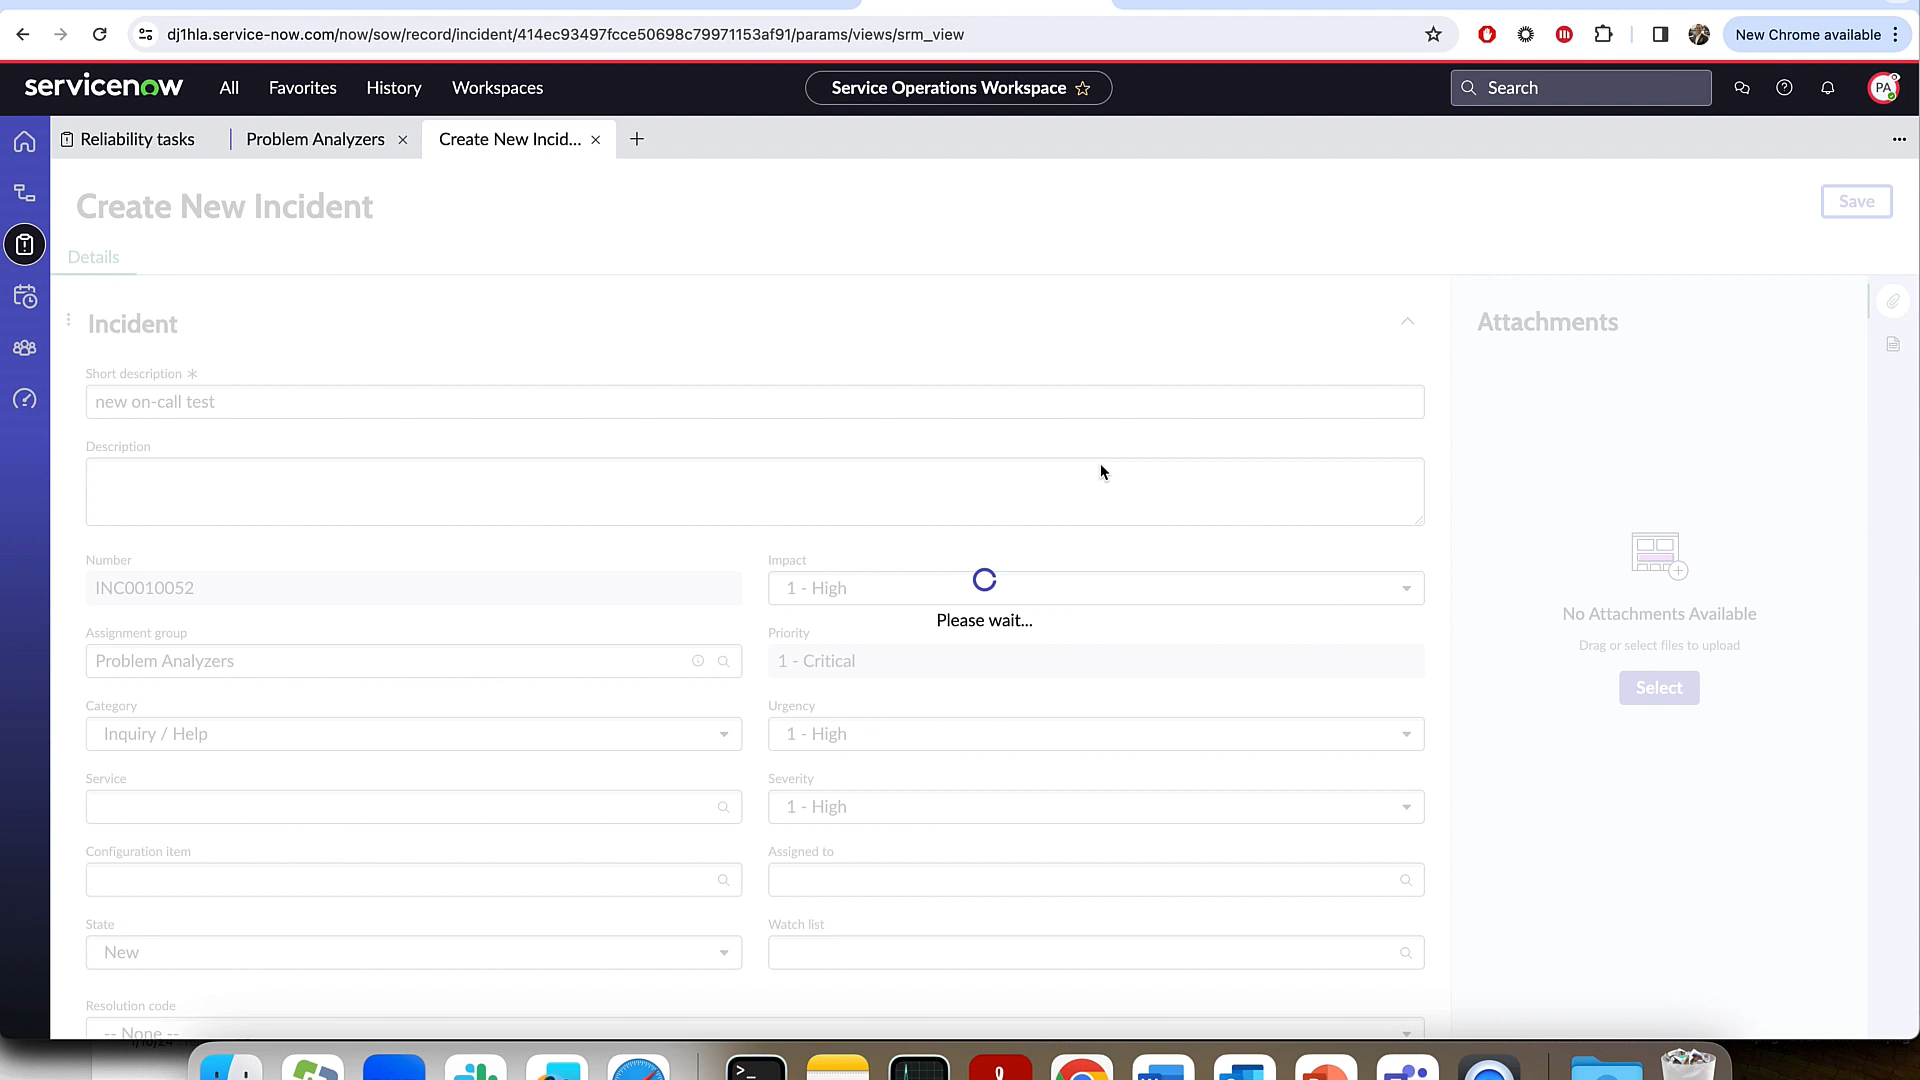 dj1hla.service-now.com/now/sow/record/incident/414ec93497fcce50698c79971153af91/params/views/srm_view
New Chrome available
servicenow
All Favorites History Workspaces
Service Operations Workspace
Search
PA
Reliability tasks
Problem Analyzers
Create New Incid...
Create New Incident
Save
Details
Incident
Attachments
Short description
new on-call test
Description
Number
INC0010052
Impact
1 - High
Please wait...
Assignment group
Problem Analyzers
Priority
1 - Critical
No Attachments Available
Drag or select files to upload
Select
Category
Inquiry / Help
Urgency
1 - High
Service
Severity
1 - High
Configuration item
Assigned to
State
New
Watch list
Resolution code
-- None --